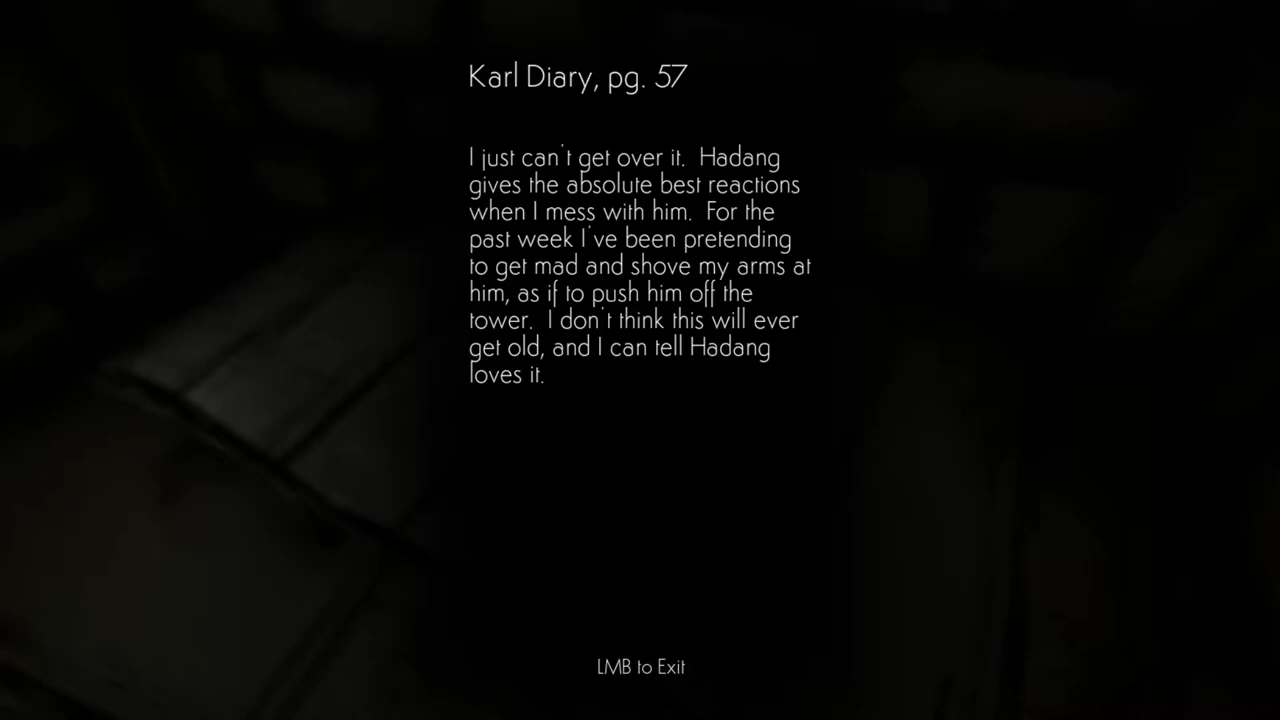 Karl Diary, pg. 57
I just can't get over it.  Hadang
gives the absolute best reactions
when I mess with him.  For the
past week I've been pretending
to get mad and shove my arms at
him, as if to push him off the
tower.  I don't think this will ever
get old, and I can tell Hadang
loves it.
LMB to Exit